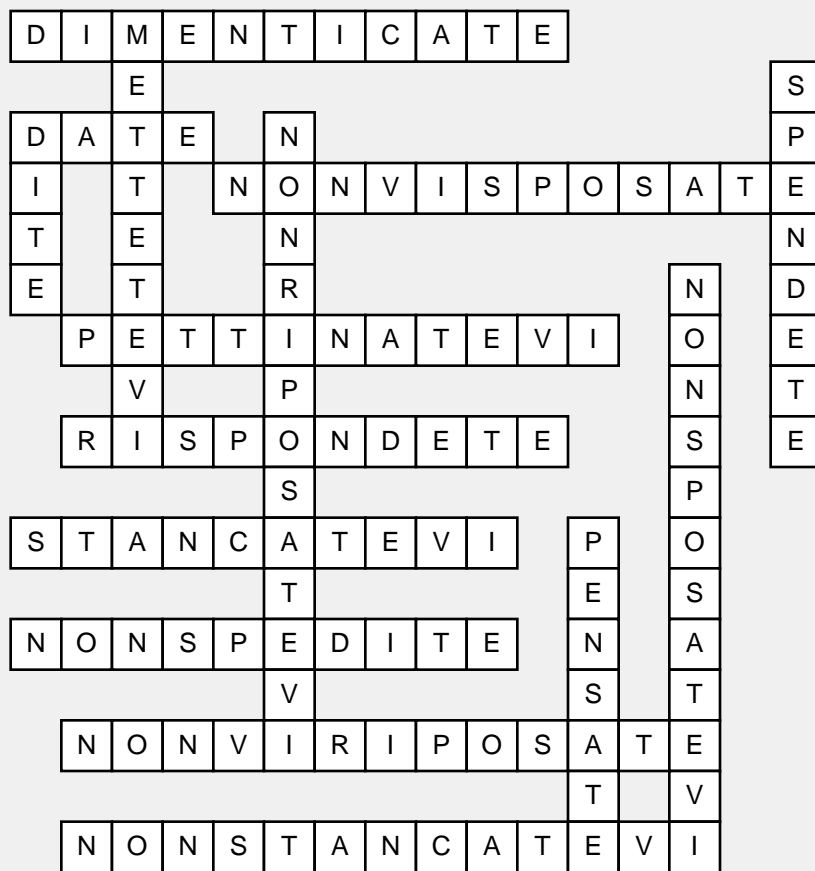 DIMENTICATE
METTETEVI
SPENDETE
DATE
DITE
NONRIPOSATEVI
NONVISPOSATE
NONSPOSATEVI
PETTINATEVI
RISPONDETE
STANCATEVI
PENSATE
NONSPEDITE
NONVIRIPOSATE
NONSTANCATEVI